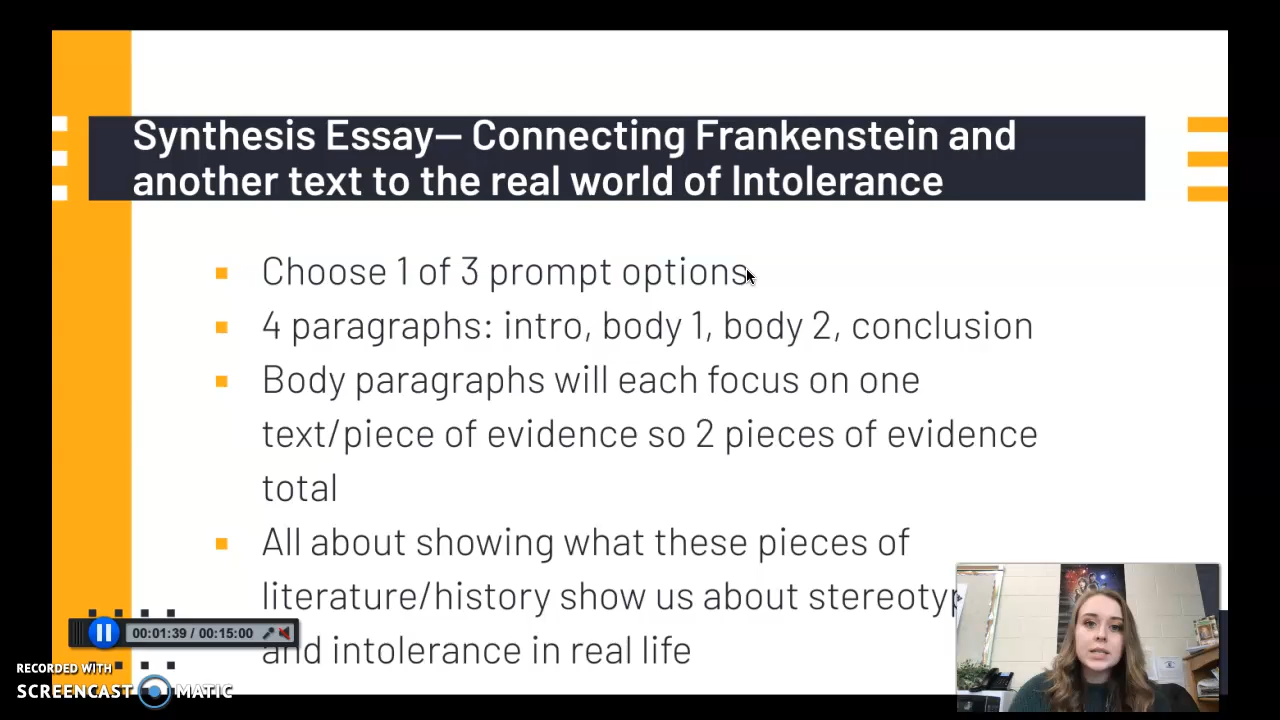 Synthesis Essay— Connecting Frankenstein and
another text to the real world of Intolerance
Choose 1 of 3 prompt options
4 paragraphs: intro, body 1, body 2, conclusion
Body paragraphs will each focus on one
text/piece of evidence so 2 pieces of evidence
total
All about showing what these pieces of
literature/history show us about
and intolerance in real life
00:01:39 / 00:15:00
RECORDED WITH
SCREENCAST MATIC